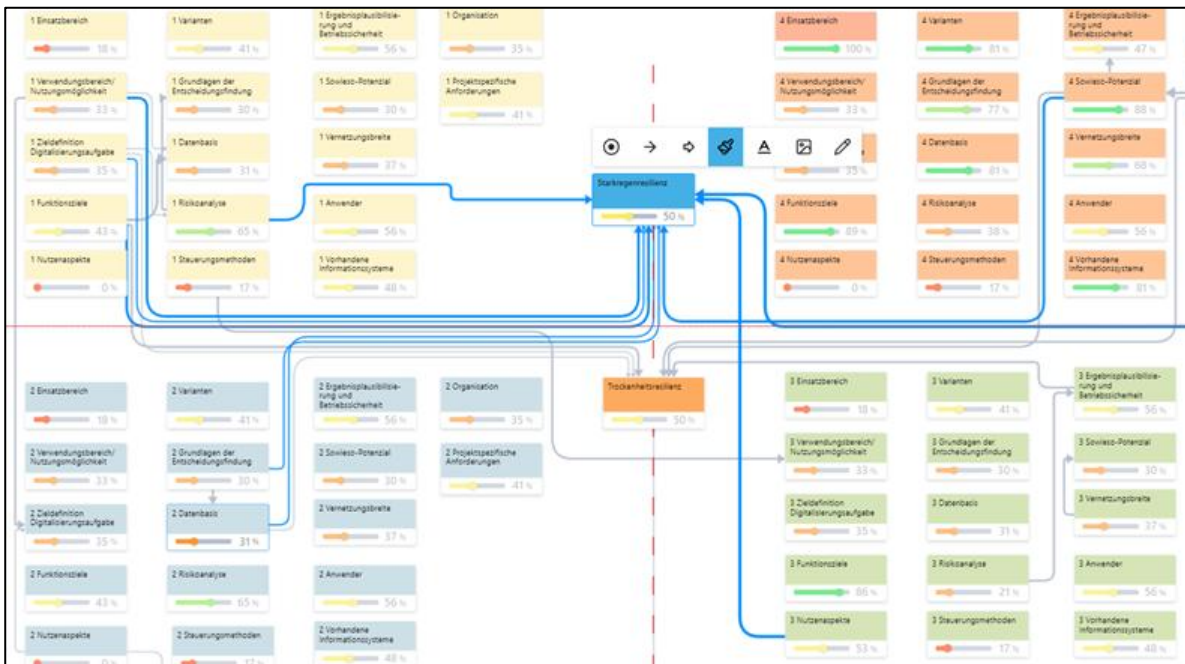 1 Einsatzbereich
18 %
1 Varianten
41 %
1 Ergebnisplausibilisie-
rung und
Betriebssicherheit
56 %
1 Organisation
35 %
1 Verwendungsbereich/
Nutzungsmöglichkeit
33 %
1 Grundlagen der
Entscheidungsfindung
30 %
1 Sowieso-Potenzial
30 %
1 Projektspezifische
Anforderungen
41 %
1 Zieldefinition
Digitalisierungsaufgabe
35 %
1 Datenbasis
31 %
1 Vernetzungsbreite
37 %
1 Funktionsziele
43 %
1 Risikoanalyse
65 %
1 Anwender
56 %
1 Nutzenaspekte
0 %
1 Steuerungsmethoden
17 %
1 Vorhandene
Informationssysteme
48 %
Starkregenresilienz
50 %
4 Einsatzbereich
100 %
4 Varianten
81 %
4 Ergebnisplausibilisie-
rung und
Betriebssicherheit
47 %
4 Verwendungsbereich/
Nutzungsmöglichkeit
33 %
4 Grundlagen der
Entscheidungsfindung
77 %
4 Sowieso-Potenzial
88 %
35 %
4 Datenbasis
81 %
4 Vernetzungsbreite
68 %
4 Funktionsziele
89 %
4 Risikoanalyse
38 %
4 Anwender
56 %
4 Nutzenaspekte
0 %
4 Steuerungsmethoden
17 %
4 Vorhandene
Informationssysteme
81 %
2 Einsatzbereich
18 %
2 Varianten
41 %
2 Ergebnisplausibilisie-
rung und
Betriebssicherheit
56 %
2 Organisation
35 %
2 Verwendungsbereich/
Nutzungsmöglichkeit
33 %
2 Grundlagen der
Entscheidungsfindung
30 %
2 Sowieso-Potenzial
30 %
2 Projektspezifische
Anforderungen
41 %
2 Zieldefinition
Digitalisierungsaufgabe
35 %
2 Datenbasis
31 %
2 Vernetzungsbreite
37 %
2 Funktionsziele
43 %
2 Risikoanalyse
65 %
2 Anwender
56 %
2 Nutzenaspekte
0 %
2 Steuerungsmethoden
17 %
2 Vorhandene
Informationssysteme
48 %
Trockenheitsresilienz
50 %
3 Einsatzbereich
18 %
3 Varianten
41 %
3 Ergebnisplausibilisie-
rung und
Betriebssicherheit
56 %
3 Verwendungsbereich/
Nutzungsmöglichkeit
33 %
3 Grundlagen der
Entscheidungsfindung
30 %
3 Sowieso-Potenzial
30 %
3 Zieldefinition
Digitalisierungsaufgabe
35 %
3 Datenbasis
31 %
3 Vernetzungsbreite
37 %
3 Funktionsziele
86 %
3 Risikoanalyse
21 %
3 Anwender
56 %
3 Nutzenaspekte
53 %
3 Steuerungsmethoden
17 %
3 Vorhandene
Informationssysteme
48 %